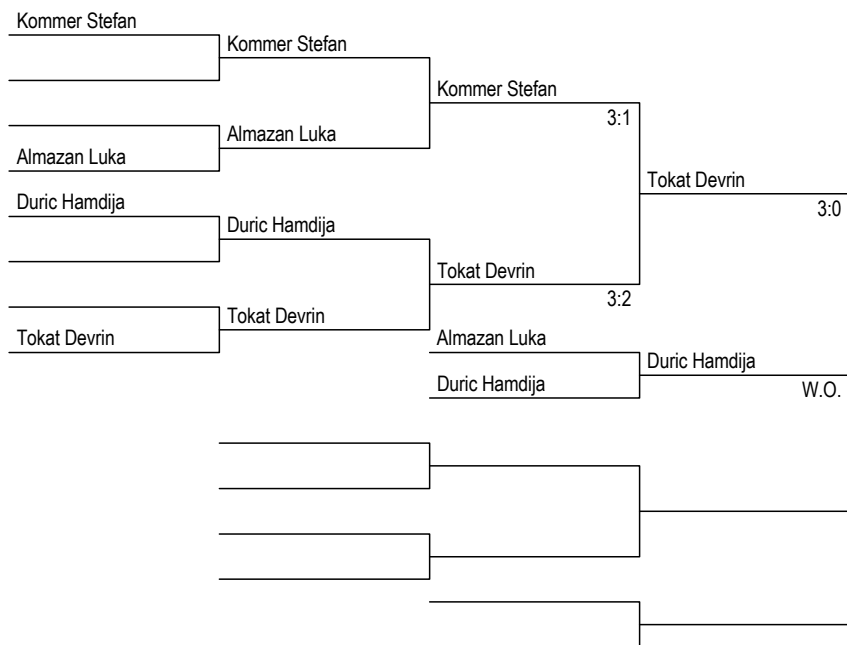 Kommer Stefan
Kommer Stefan
Kommer Stefan
3:1
Almazan Luka
Almazan Luka
Tokat Devrin
3:0
Duric Hamdija
Duric Hamdija
Tokat Devrin
3:2
Tokat Devrin
Tokat Devrin
Almazan Luka
Duric Hamdija
Duric Hamdija
W.O.